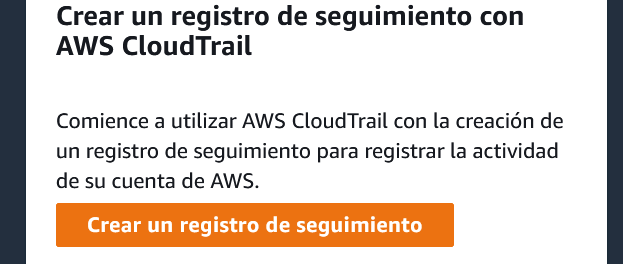 Crear un registro de seguimiento con
AWS CloudTrail
Comience a utilizar AWS CloudTrail con la creación de
un registro de seguimiento para registrar la actividad
de su cuenta de AWS.
Crear un registro de seguimiento